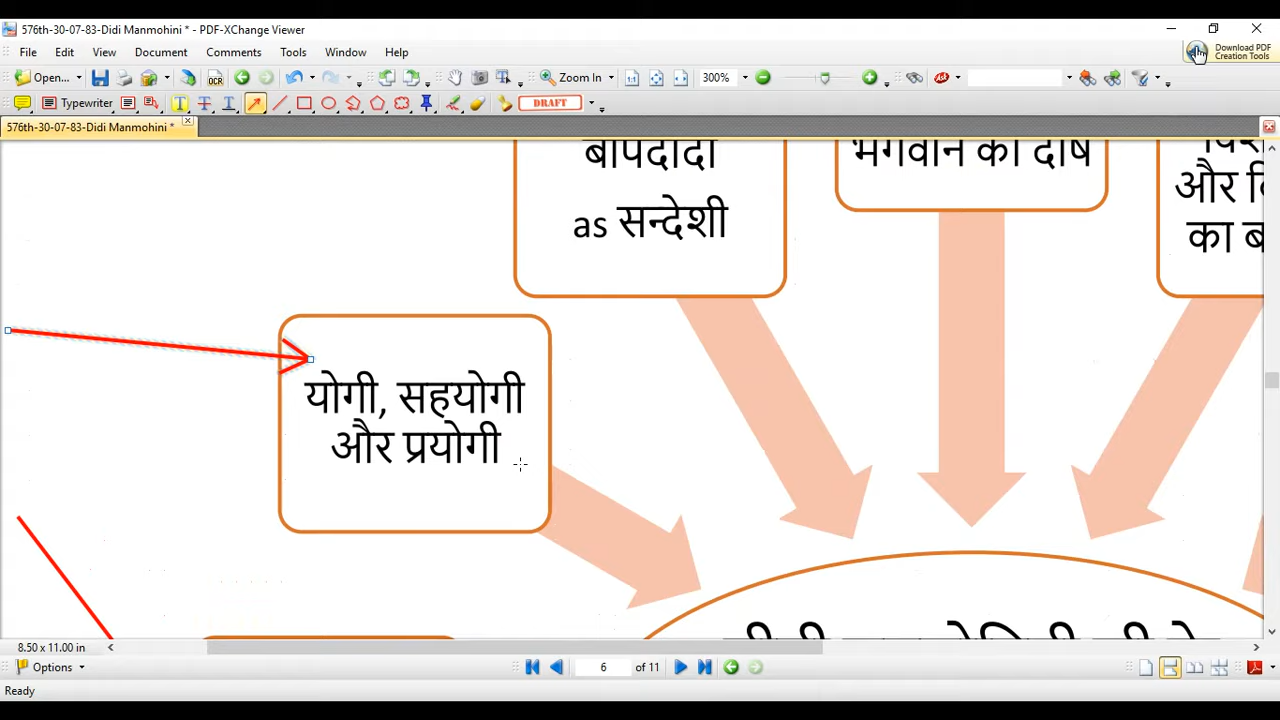 576th-30-07-83-Didi Manmohini * - PDF-XChange Viewer
File Edit View Document Comments Tools Window Help
Download PDF
Creation Tools
Open... OCR Zoom In 300%
Typewriter DRAFT
576th-30-07-83-Didi Manmohini *
बापदादा
as सन्देशी
भगवान का दोष
और
का
योगी, सहयोगी
और प्रयोगी
8.50 x 11.00 in
Options 6 of 11
Ready